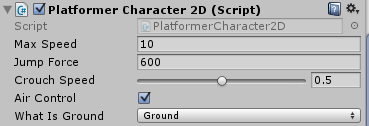 Platformer Character 2D (Script)
Script PlatformerCharacter2D
Max Speed 10
Jump Force 600
Crouch Speed 0.5
Air Control
What Is Ground Ground